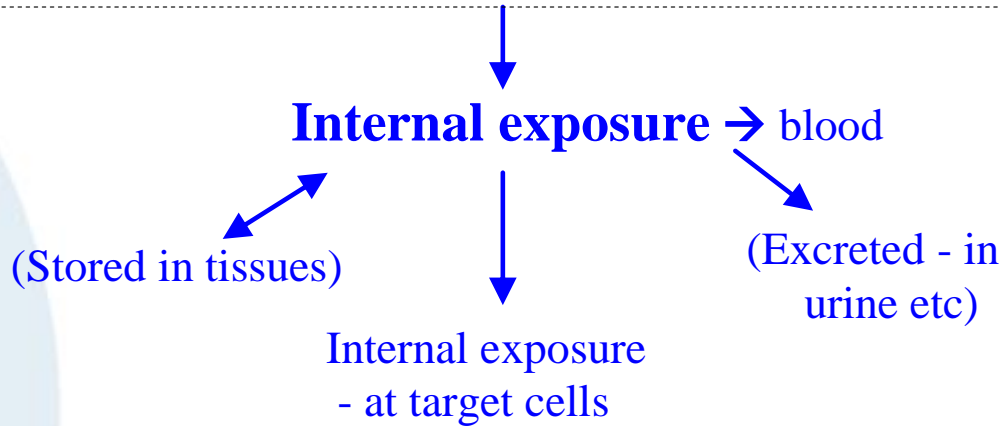 Internal exposure → blood
(Stored in tissues)
(Excreted - in
urine etc)
Internal exposure
- at target cells